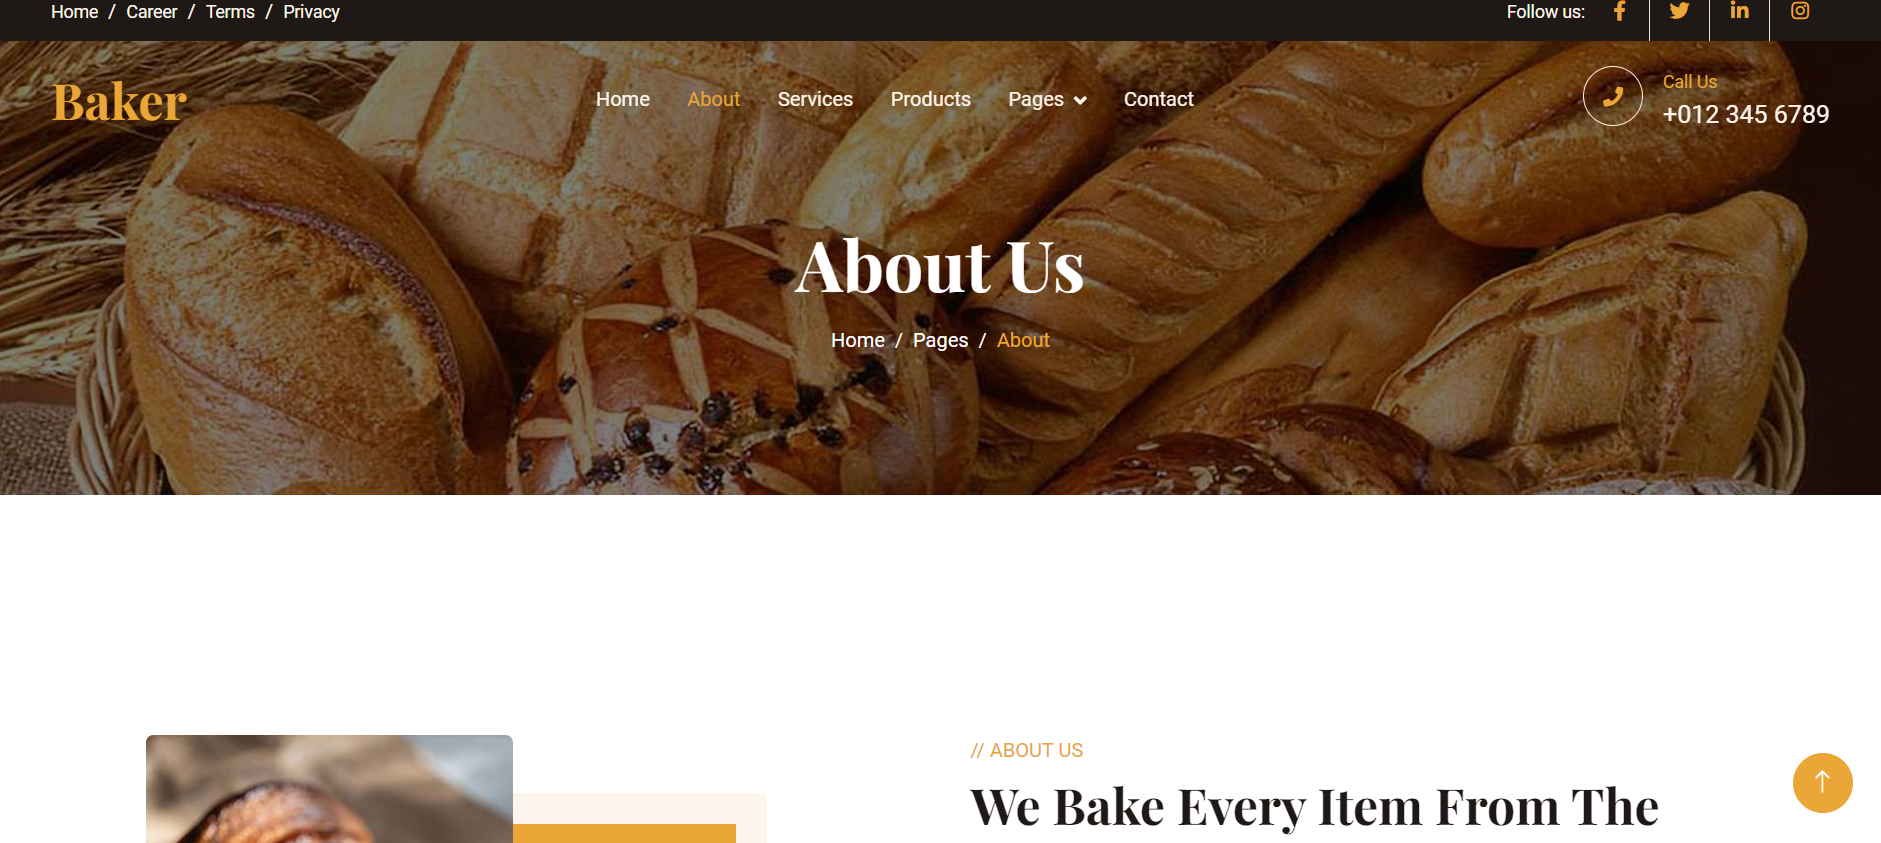 Home / Career / Terms / Privacy
Follow us:
Baker
Home About Services Products Pages Contact
Call Us
+012 345 6789
About Us
Home / Pages / About
// ABOUT US
We Bake Every Item From The